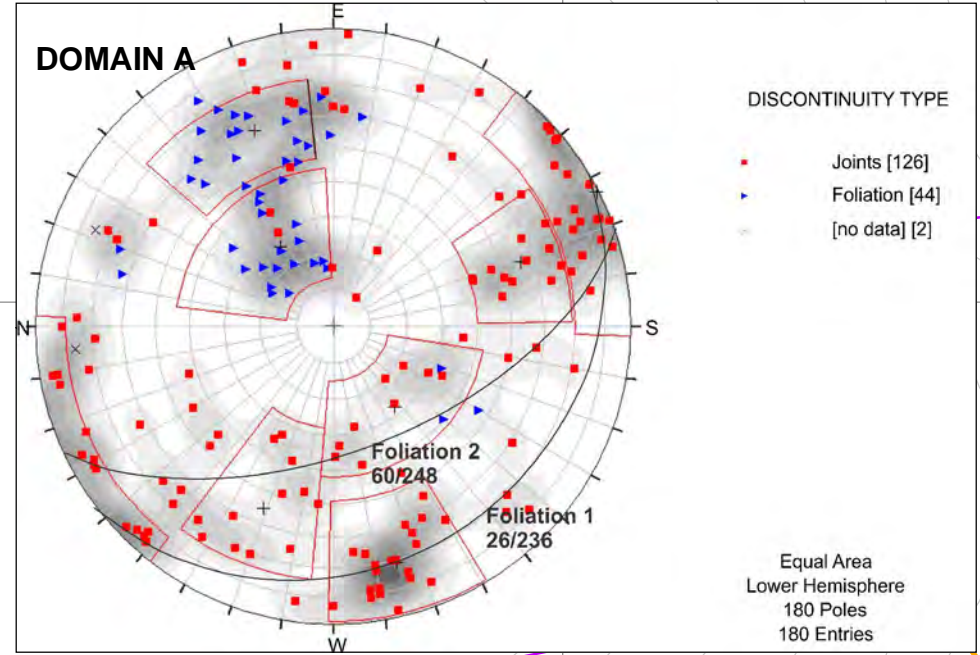 E
DOMAIN A
DISCONTINUITY TYPE
Joints [126]
Foliation [44]
[no data] [2]
N
S
Foliation 2
60/248
Foliation 1
26/236
Equal Area
Lower Hemisphere
180 Poles
180 Entries
W